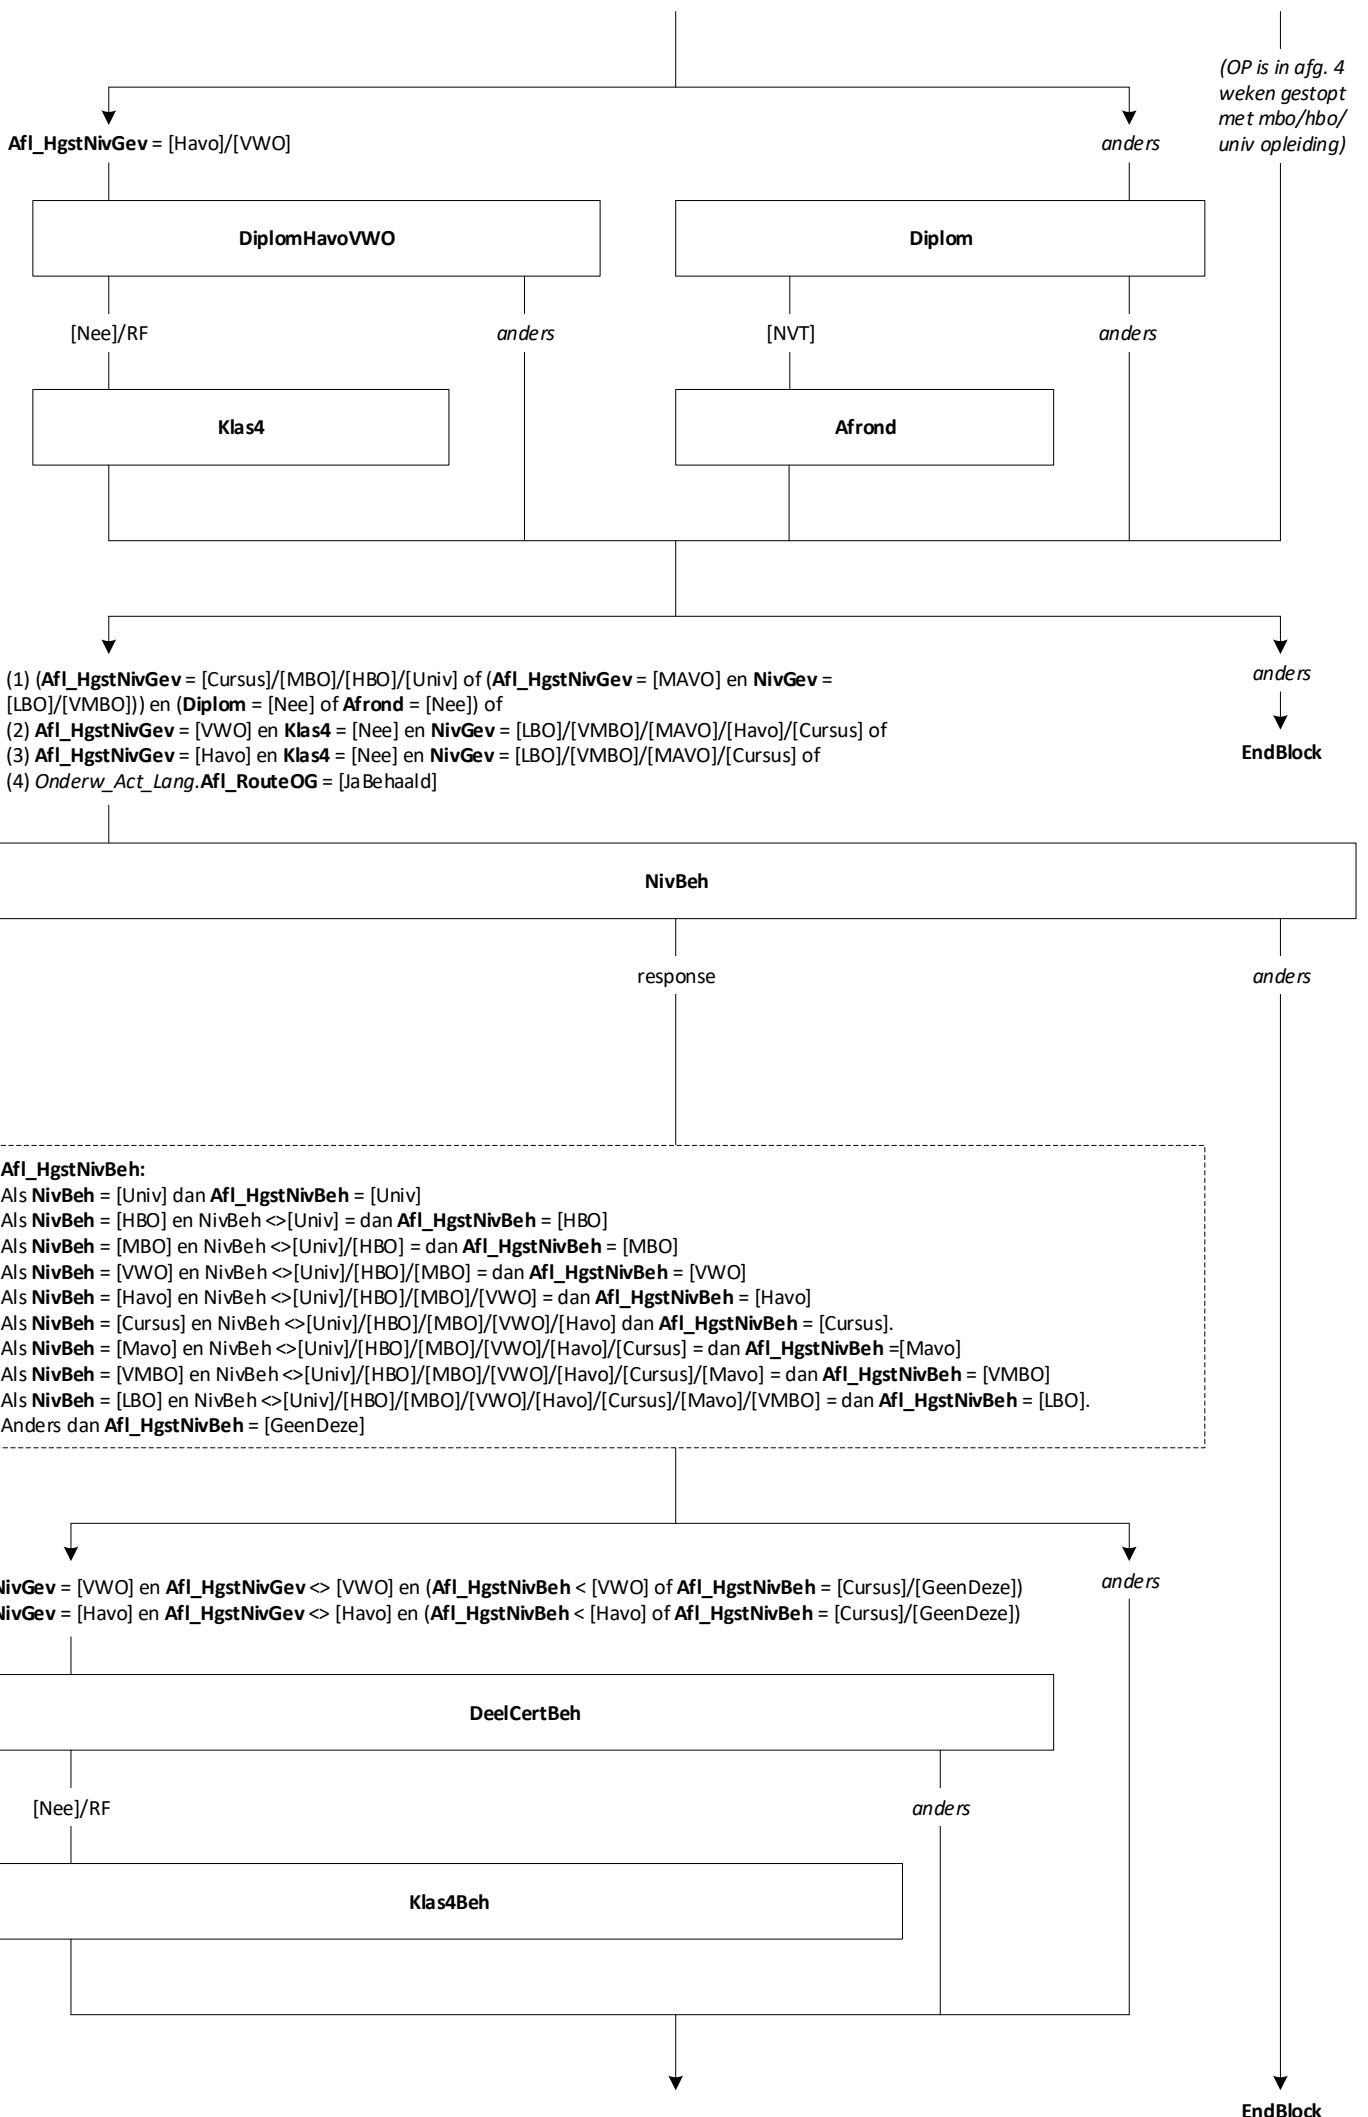 (OP is in afg. 4
weken gestopt
met mbo/hbo/
univ opleiding)
Afl_HgstNivGev = [Havo]/[VWO]
anders
DiplomHavoVWO
Diplom
[Nee]/RF
anders
[NVT]
anders
Klas4
Afrond
(1) (Afl_HgstNivGev = [Cursus]/[MBO]/[HBO]/[Univ] of (Afl_HgstNivGev = [MAVO] en NivGev =
[LBO]/[VMBO])) en (Diplom = [Nee] of Afrond = [Nee]) of
(2) Afl_HgstNivGev = [VWO] en Klas4 = [Nee] en NivGev = [LBO]/[VMBO]/[MAVO]/[Havo]/[Cursus] of
(3) Afl_HgstNivGev = [Havo] en Klas4 = [Nee] en NivGev = [LBO]/[VMBO]/[MAVO]/[Cursus] of
(4) Onderw_Act_Lang.Afl_RouteOG = [JaBehaald]
anders
EndBlock
NivBeh
response
anders
Afl_HgstNivBeh:
Als NivBeh = [Univ] dan Afl_HgstNivBeh = [Univ]
Als NivBeh = [HBO] en NivBeh <>[Univ] = dan Afl_HgstNivBeh = [HBO]
Als NivBeh = [MBO] en NivBeh <>[Univ]/[HBO] = dan Afl_HgstNivBeh = [MBO]
Als NivBeh = [VWO] en NivBeh <>[Univ]/[HBO]/[MBO] = dan Afl_HgstNivBeh = [VWO]
Als NivBeh = [Havo] en NivBeh <>[Univ]/[HBO]/[MBO]/[VWO] = dan Afl_HgstNivBeh = [Havo]
Als NivBeh = [Cursus] en NivBeh <>[Univ]/[HBO]/[MBO]/[VWO]/[Havo] dan Afl_HgstNivBeh = [Cursus].
Als NivBeh = [Mavo] en NivBeh <>[Univ]/[HBO]/[MBO]/[VWO]/[Havo]/[Cursus] = dan Afl_HgstNivBeh =[Mavo]
Als NivBeh = [VMBO] en NivBeh <>[Univ]/[HBO]/[MBO]/[VWO]/[Havo]/[Cursus]/[Mavo] = dan Afl_HgstNivBeh = [VMBO]
Als NivBeh = [LBO] en NivBeh <>[Univ]/[HBO]/[MBO]/[VWO]/[Havo]/[Cursus]/[Mavo]/[VMBO] = dan Afl_HgstNivBeh = [LBO].
Anders dan Afl_HgstNivBeh = [GeenDeze]
NivGev = [VWO] en Afl_HgstNivGev <> [VWO] en (Afl_HgstNivBeh < [VWO] of Afl_HgstNivBeh = [Cursus]/[GeenDeze])
NivGev = [Havo] en Afl_HgstNivGev <> [Havo] en (Afl_HgstNivBeh < [Havo] of Afl_HgstNivBeh = [Cursus]/[GeenDeze])
anders
DeelCertBeh
[Nee]/RF
anders
Klas4Beh
EndBlock